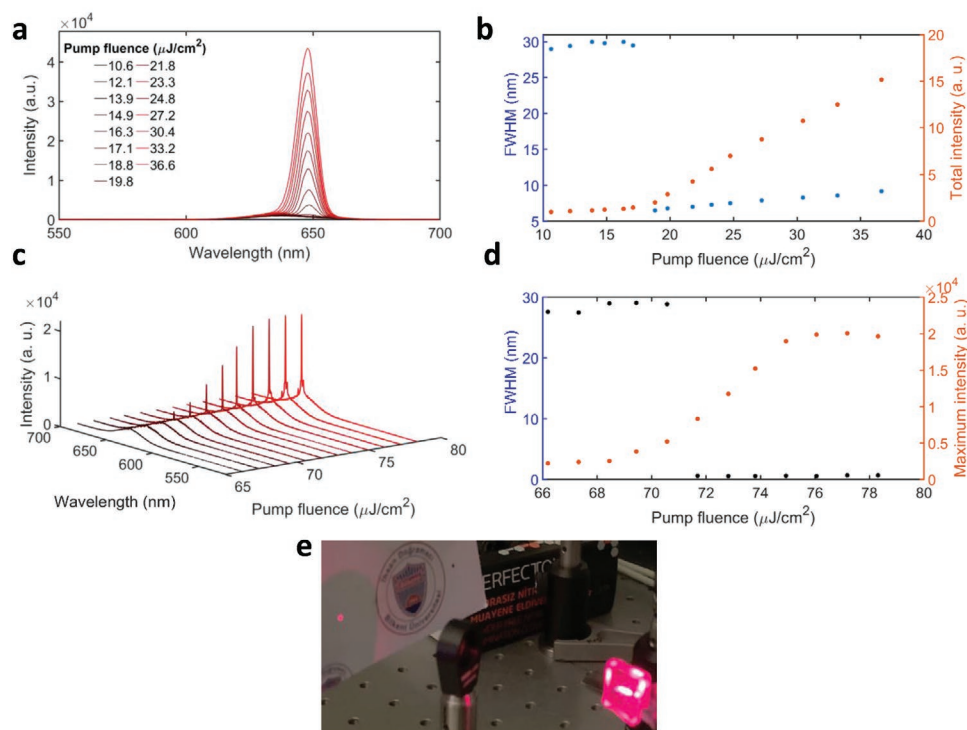 a
×10⁴
Pump fluence (μJ/cm²)
10.6 21.8
12.1 23.3
13.9 24.8
14.9 27.2
16.3 30.4
17.1 33.2
18.8 36.6
19.8
Intensity (a.u.)
4
3
2
1
0
550 600 650 700
Wavelength (nm)
b
FWHM (nm)
30
25
20
15
10
5
20
15
10
5
0
Total intensity (a.u.)
10 15 20 25 30 35 40
Pump fluence (μJ/cm²)
c
×10⁴
Intensity (a. u.)
2
1
0
700
650
600
550
Wavelength (nm)
65
70
75
80
Pump fluence (μJ/cm²)
d
FWHM (nm)
30
20
10
0
×10⁴
2.5
2
1.5
1
0.5
0
Maximum intensity (a.u.)
66 68 70 72 74 76 78 80
Pump fluence (μJ/cm²)
e
ERFECTO
MUAYENE ELDİVE